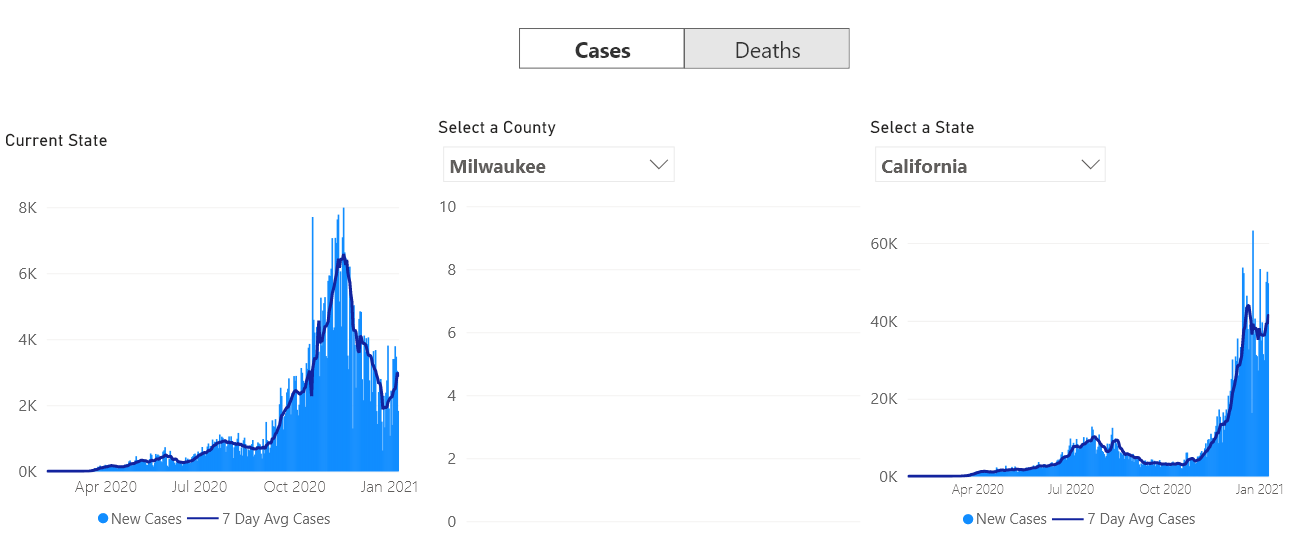 Cases Deaths
Current State
Select a County
Milwaukee
Select a State
California
8K
6K
4K
2K
0K
Apr 2020 Jul 2020 Oct 2020 Jan 2021
New Cases 7 Day Avg Cases
10
8
6
4
2
0
60K
40K
20K
0K
Apr 2020 Jul 2020 Oct 2020 Jan 2021
New Cases 7 Day Avg Cases